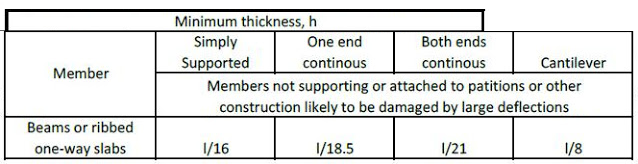 Minimum thickness, h
Simply Supported One end continous Both ends continous Cantilever
Member
Members not supporting or attached to patitions or other
construction likely to be damaged by large deflections
Beams or ribbed
one-way slabs l/16 l/18.5 l/21 l/8